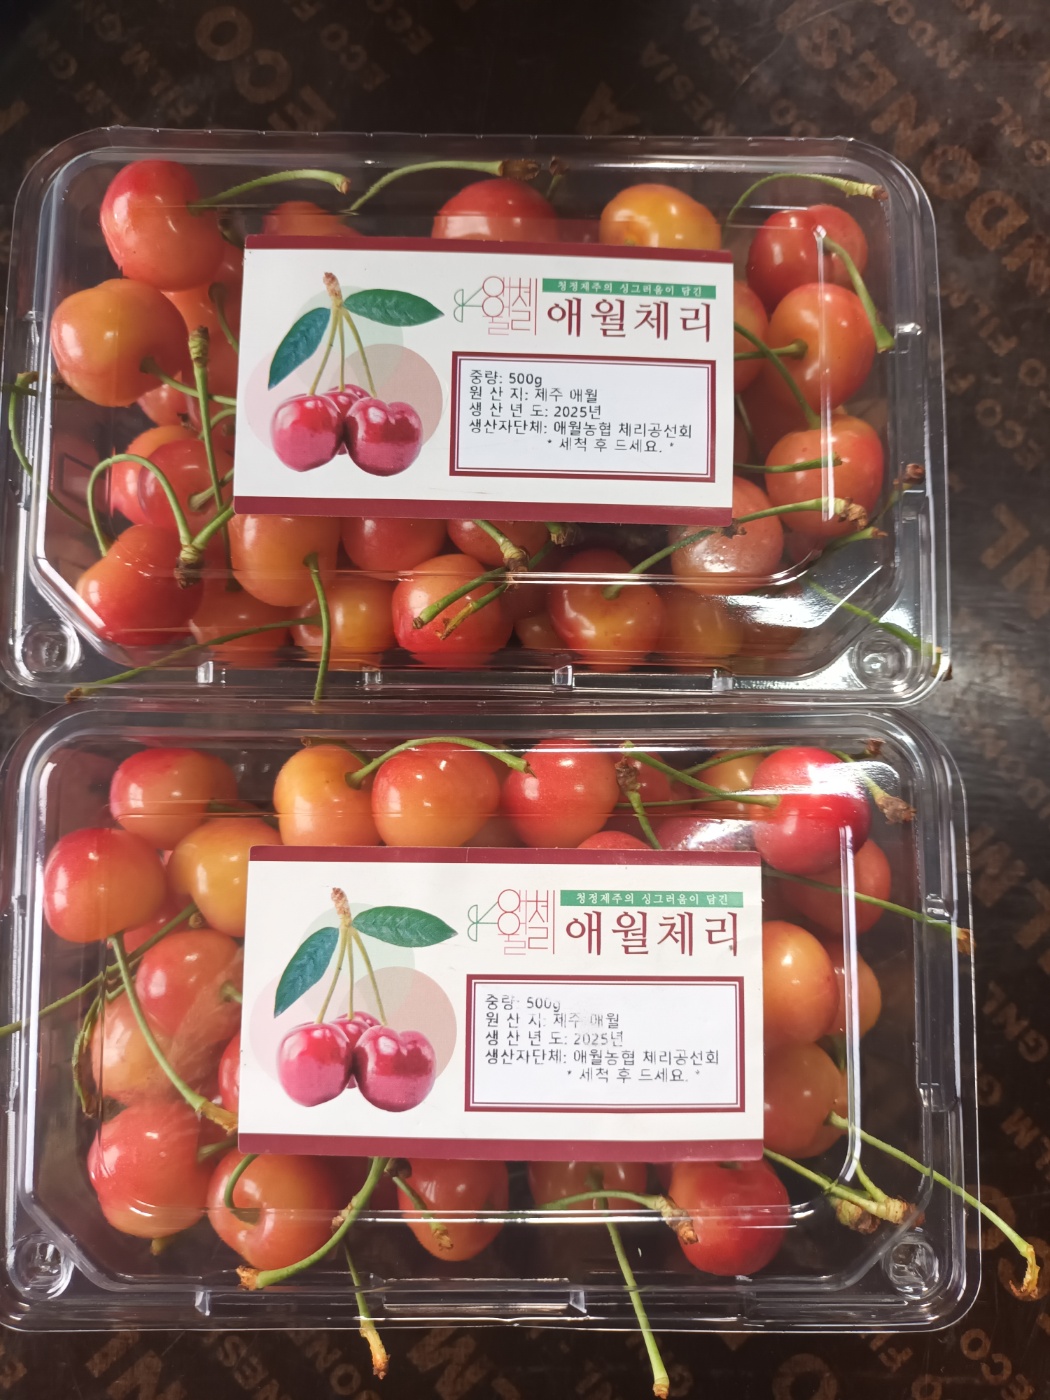 애월체리
청정제주의 싱그러움이 담긴
애월체리
중량: 500g
원 산 지: 제주 애월
생 산 년 도: 2025년
생산자단체: 애월농협 체리공선회
* 세척 후 드세요. *
애월체리
청정제주의 싱그러움이 담긴
애월체리
중량: 500g
원 산 지: 제주 애월
생 산 년 도: 2025년
생산자단체: 애월농협 체리공선회
* 세척 후 드세요. *